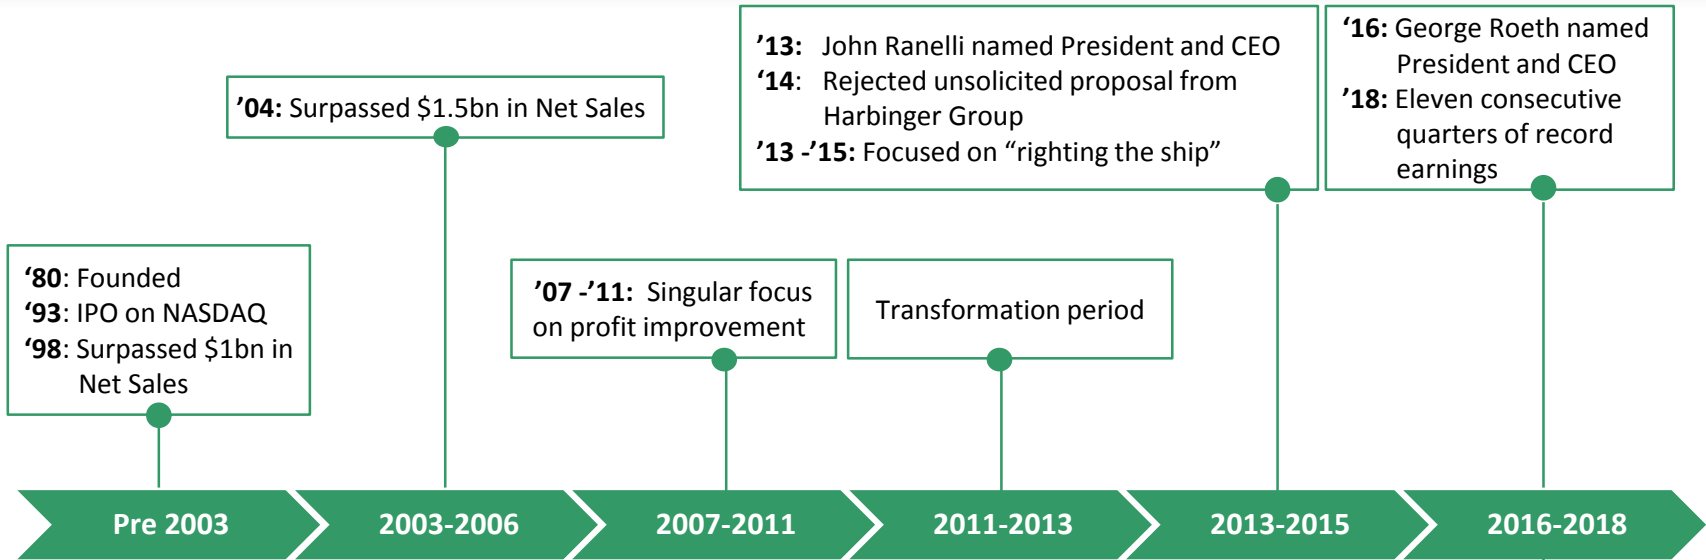 ‘80: Founded
‘93: IPO on NASDAQ
‘98: Surpassed $1bn in
Net Sales
’04: Surpassed $1.5bn in Net Sales
’07 -’11: Singular focus
on profit improvement
Transformation period
’13: John Ranelli named President and CEO
‘14: Rejected unsolicited proposal from
Harbinger Group
’13 -’15: Focused on “righting the ship”
‘16: George Roeth named
President and CEO
’18: Eleven consecutive
quarters of record
earnings
Pre 2003
2003-2006
2007-2011
2011-2013
2013-2015
2016-2018